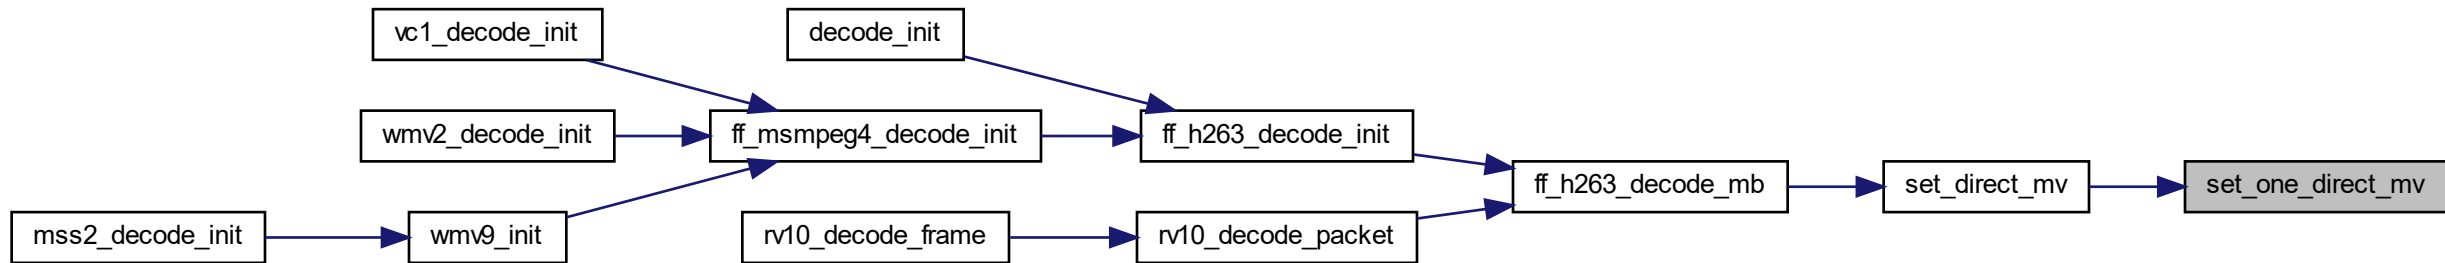 vc1_decode_init
decode_init
wmv2_decode_init
ff_msmpeg4_decode_init
ff_h263_decode_init
ff_h263_decode_mb
set_direct_mv
set_one_direct_mv
mss2_decode_init
wmv9_init
rv10_decode_frame
rv10_decode_packet